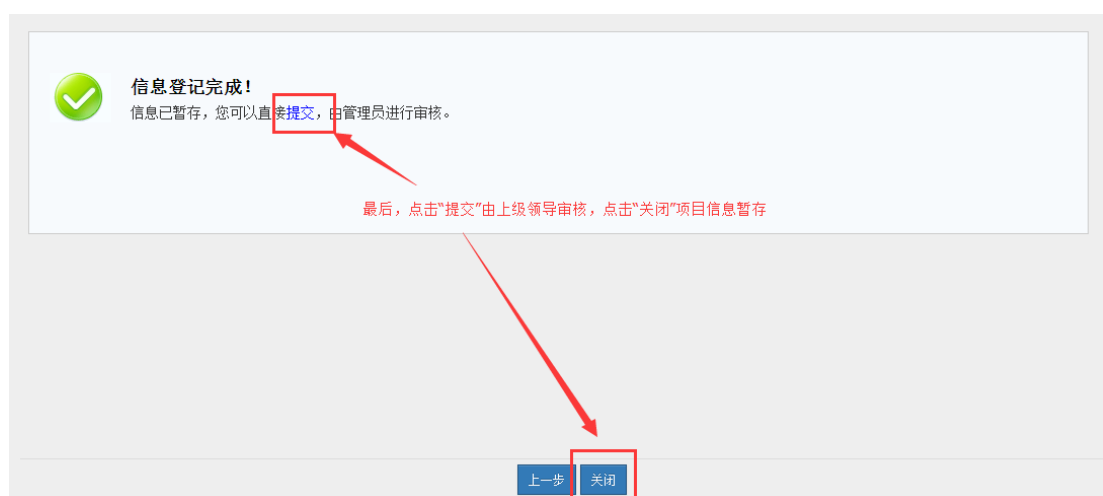 信息登记完成！
信息已暂存，您可以直接提交，由管理员进行审核。
最后，点击“提交”由上级领导审核，点击“关闭”项目信息暂存
上一步 关闭